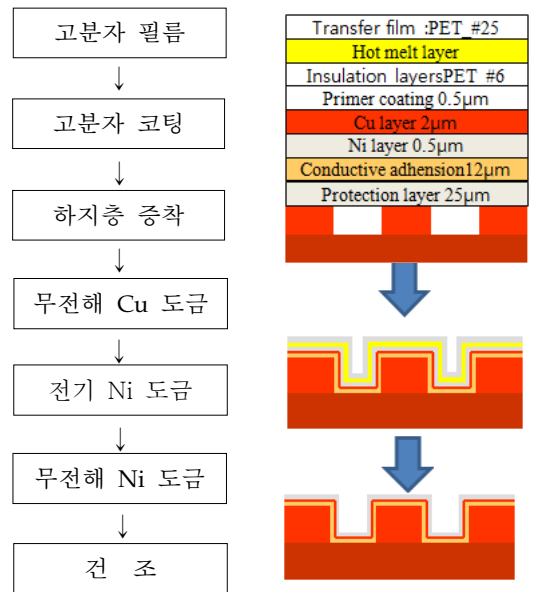 고분자 필름
고분자 코팅
하지층 증착
무전해 Cu 도금
전기 Ni 도금
무전해 Ni 도금
건 조
Transfer film :PET_#25
Hot melt layer
Insulation layersPET #6
Primer coating 0.5μm
Cu layer 2μm
Ni layer 0.5μm
Conductive adhension12μm
Protection layer 25μm